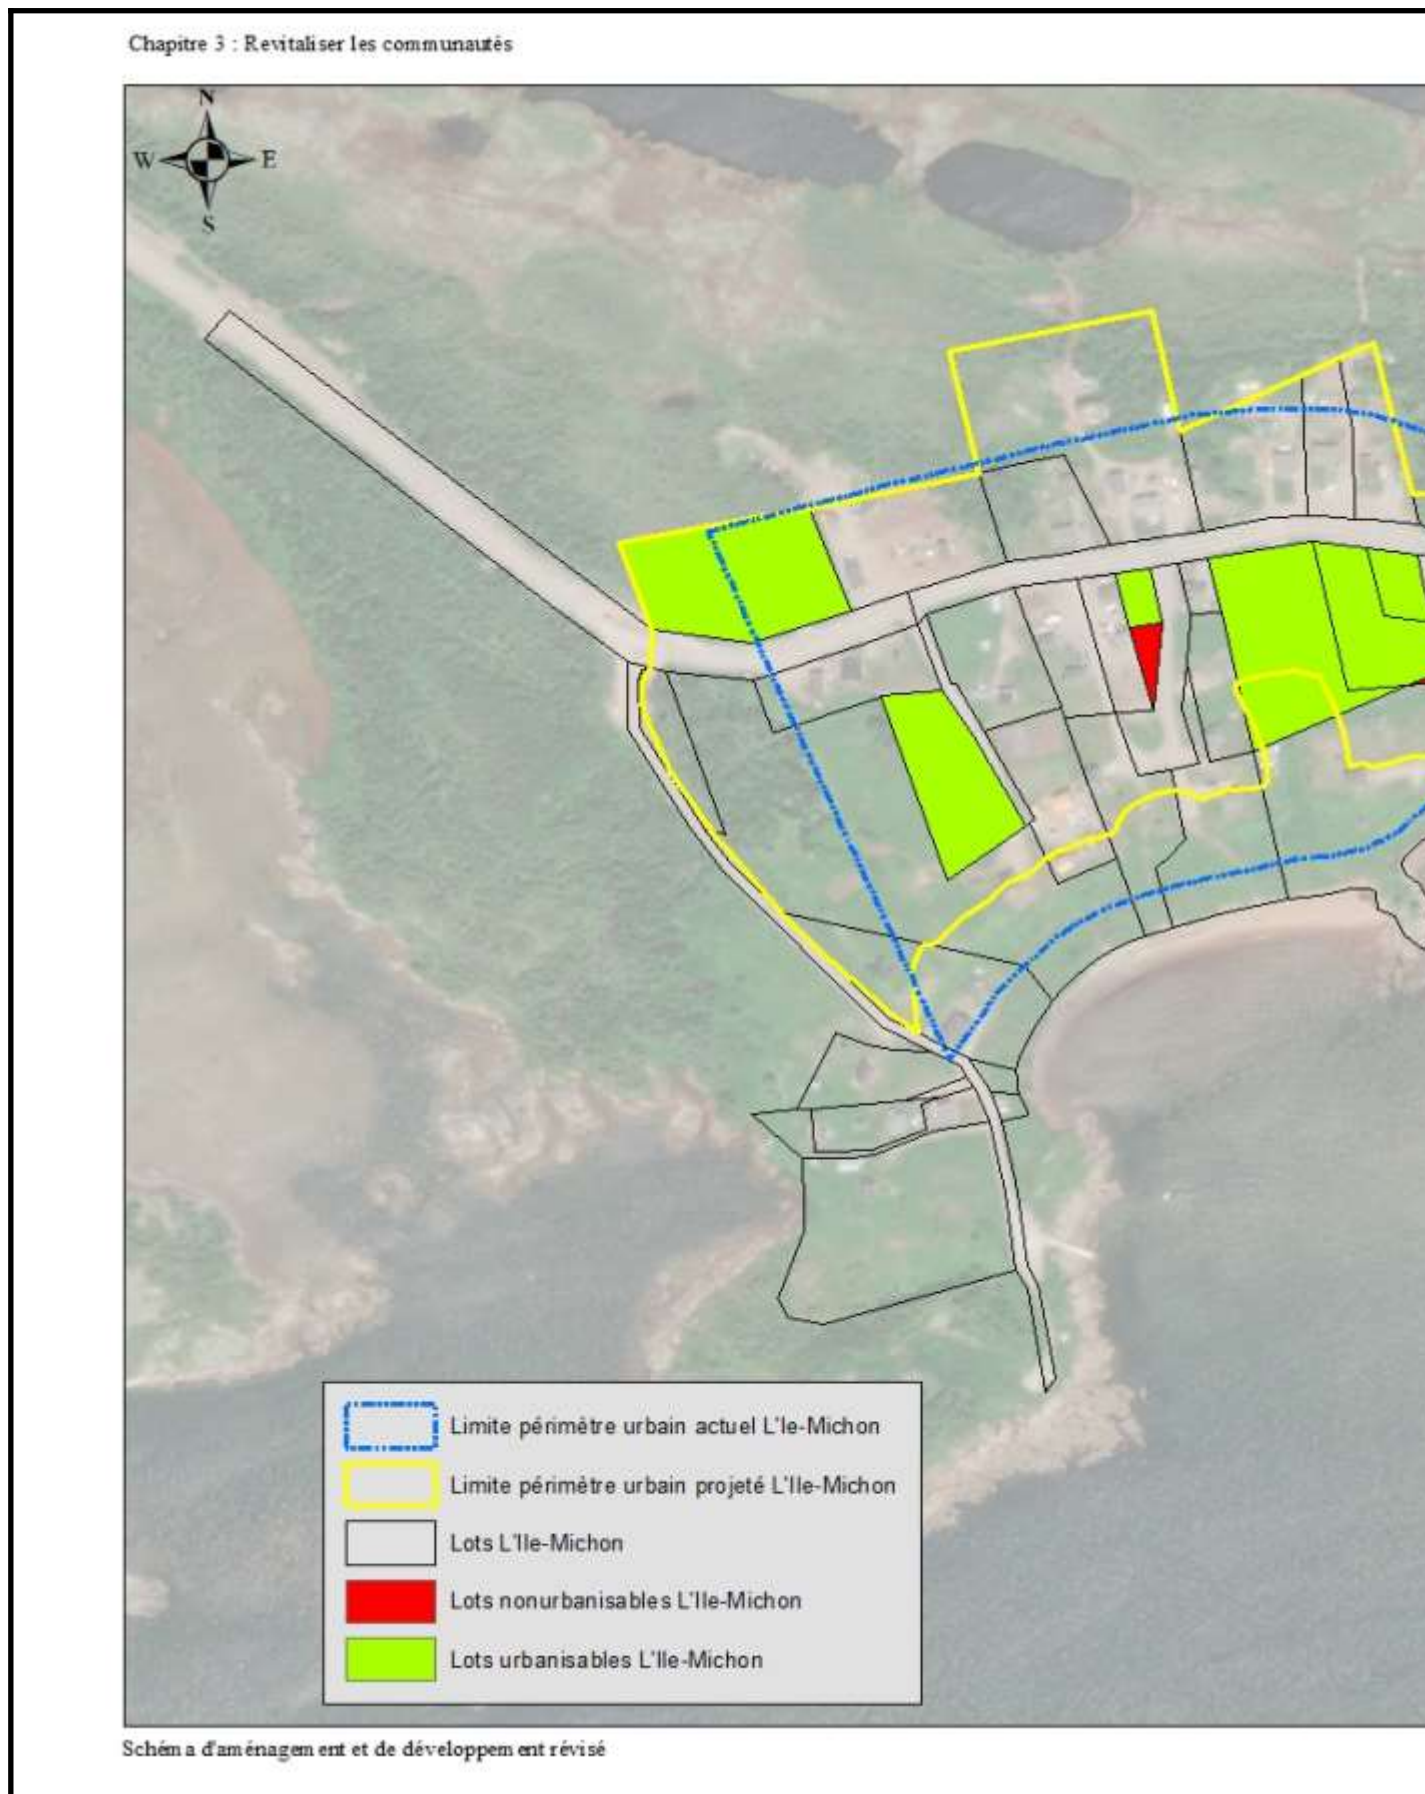 Chapitre 3 : Revitaliser les communautés
N
W E
S
Limite périmètre urbain actuel L'Ile-Michon
Limite périmètre urbain projeté L'Ile-Michon
Lots L'Ile-Michon
Lots nonurbanisables L'Ile-Michon
Lots urbanisables L'Ile-Michon
Schéma d'aménagement et de développement révisé